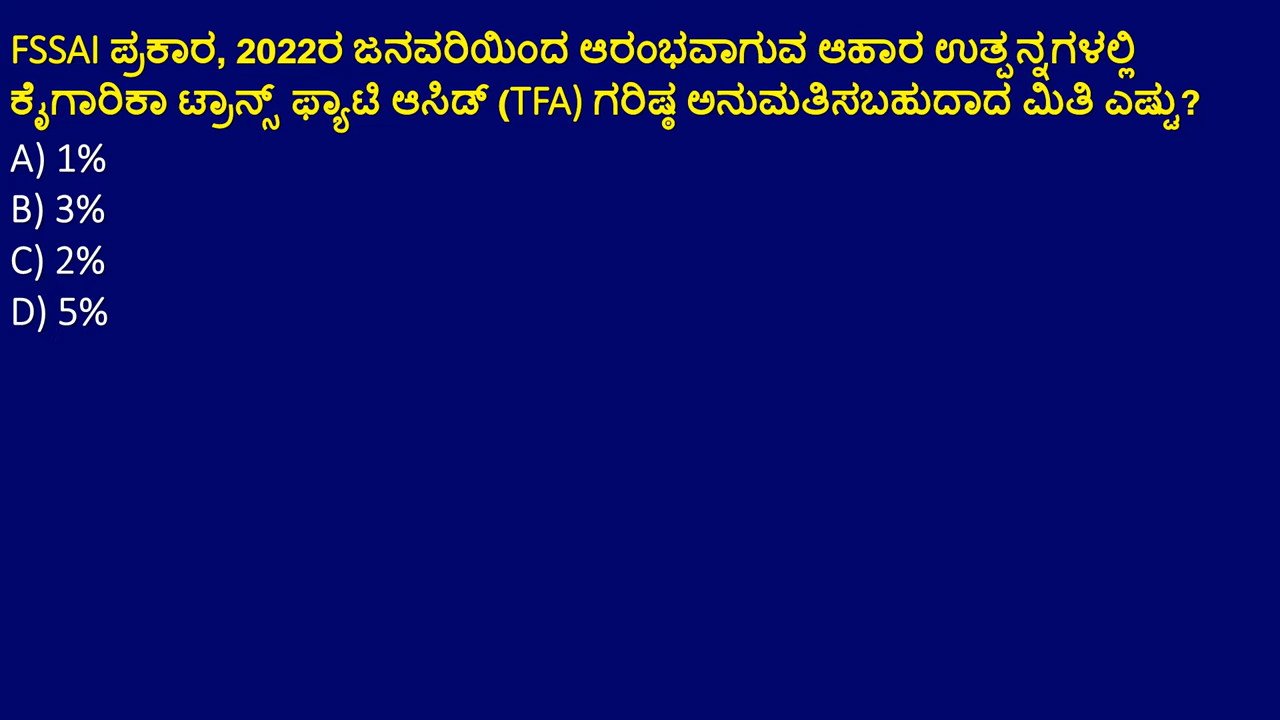 FSSAI ಪ್ರಕಾರ, 2022ರ ಜನವರಿಯಿಂದ ಆರಂಭವಾಗುವ ಆಹಾರ ಉತ್ಪನ್ನಗಳಲ್ಲಿ
ಕೈಗಾರಿಕಾ ಟ್ರಾನ್ಸ್ ಫ್ಯಾಟಿ ಆಸಿಡ್ (TFA) ಗರಿಷ್ಠ ಅನುಮತಿಸಬಹುದಾದ ಮಿತಿ ಎಷ್ಟು?
A) 1%
B) 3%
C) 2%
D) 5%